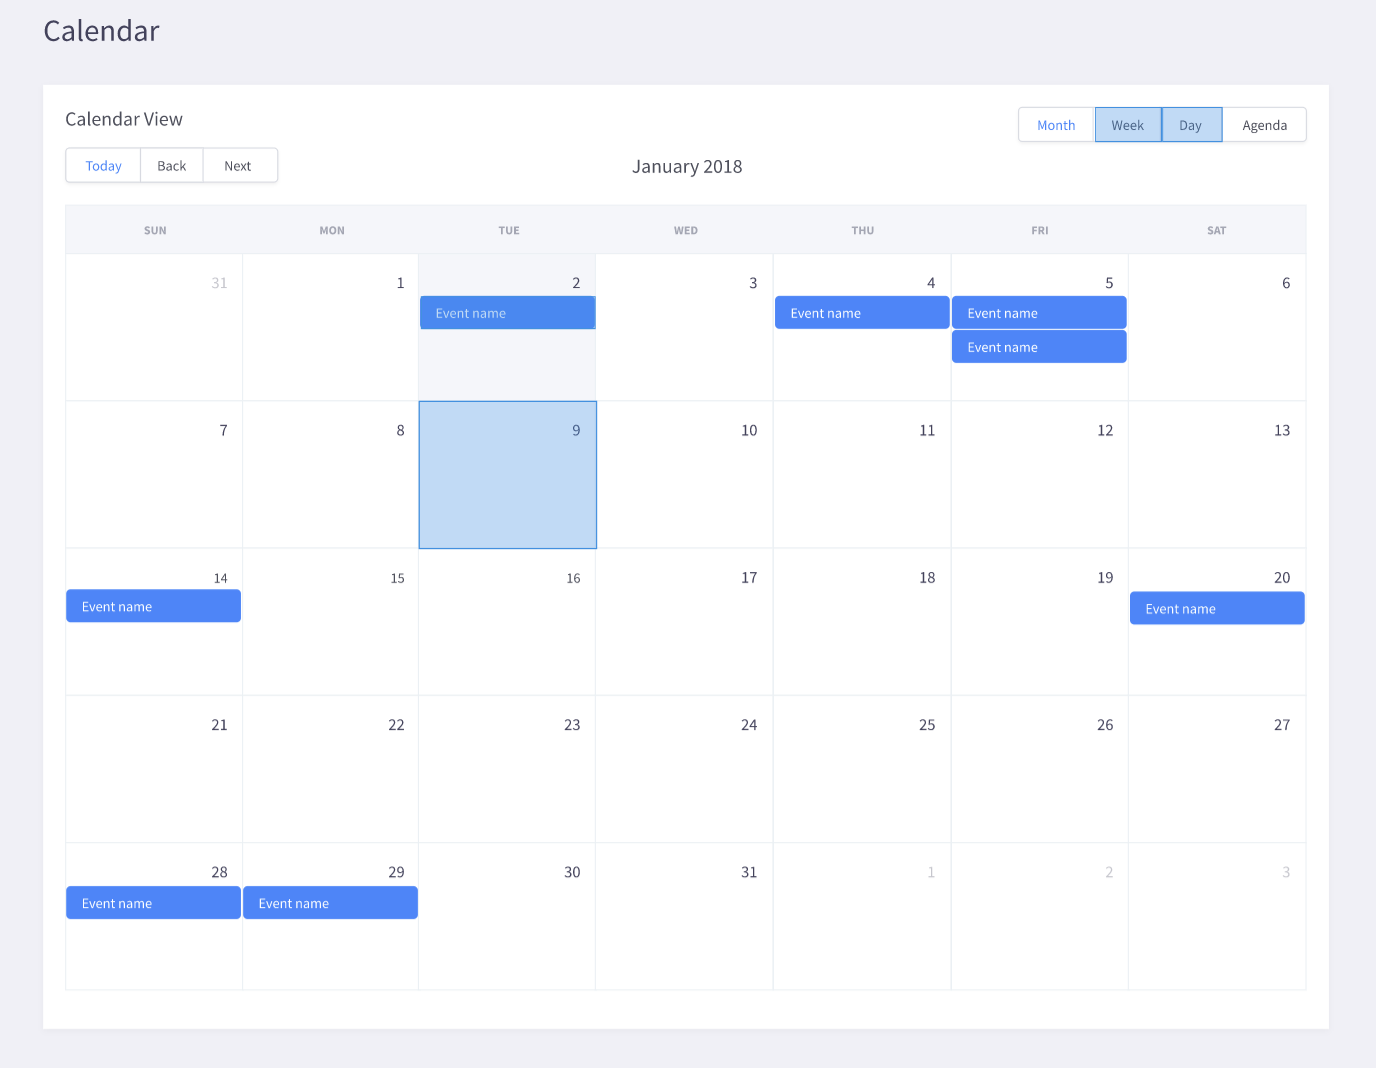 Calendar
Calendar View
Month Week Day Agenda
Today Back Next
January 2018
SUN MON TUE WED THU FRI SAT
31 1 2 3 4 5 6
Event name Event name Event name
Event name
7 8 9 10 11 12 13
14 15 16 17 18 19 20
Event name Event name
21 22 23 24 25 26 27
28 29 30 31 1 2 3
Event name Event name